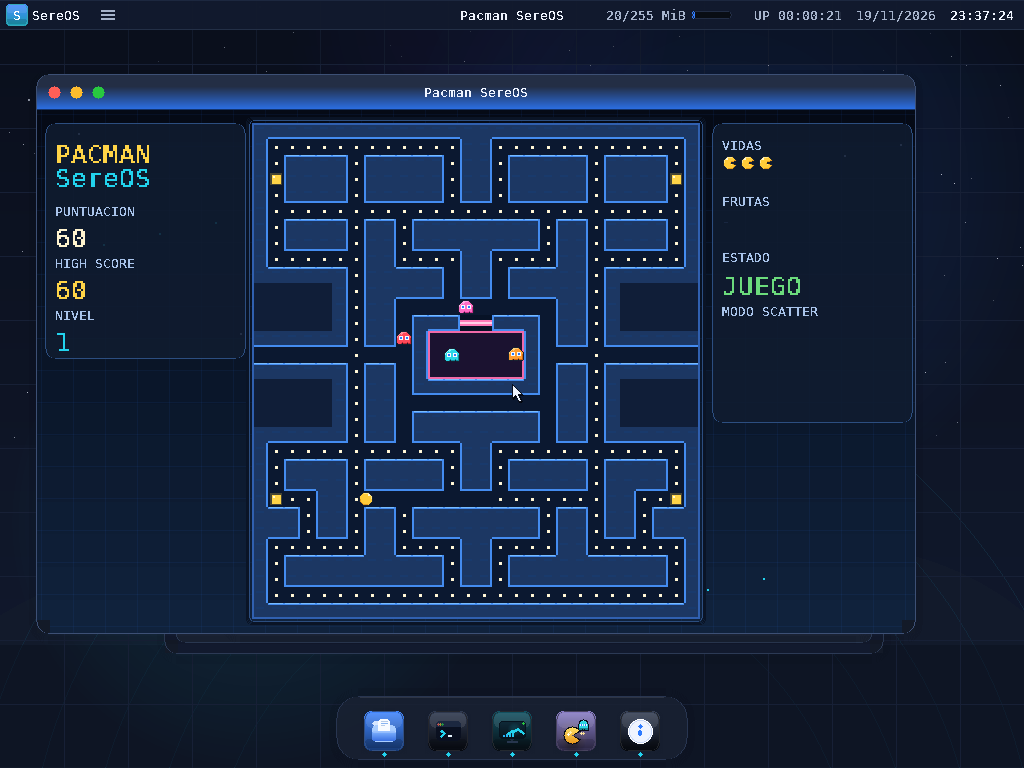 S SereOS
Pacman SereOS
20/255 MiB
UP 00:00:21
19/11/2026
23:37:24
Pacman SereOS
PACMAN
SereOS
PUNTUACION
60
HIGH SCORE
60
NIVEL
1
VIDAS
FRUTAS
ESTADO
JUEGO
MODO SCATTER